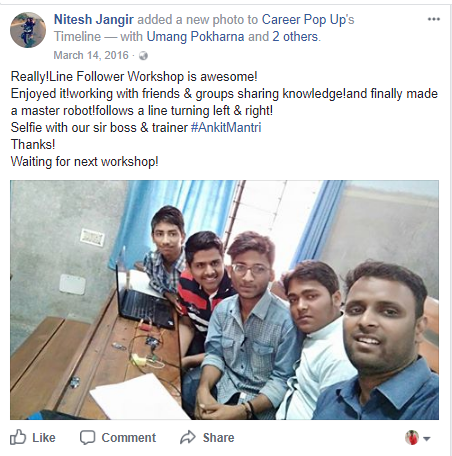 Nitesh Jangir added a new photo to Career Pop Up's
Timeline — with Umang Pokharna and 2 others.
March 14, 2016 ·
Really!Line Follower Workshop is awesome!
Enjoyed it!working with friends & groups sharing knowledge!and finally made
a master robot!follows a line turning left & right!
Selfie with our sir boss & trainer #AnkitMantri
Thanks!
Waiting for next workshop!
Like Comment Share